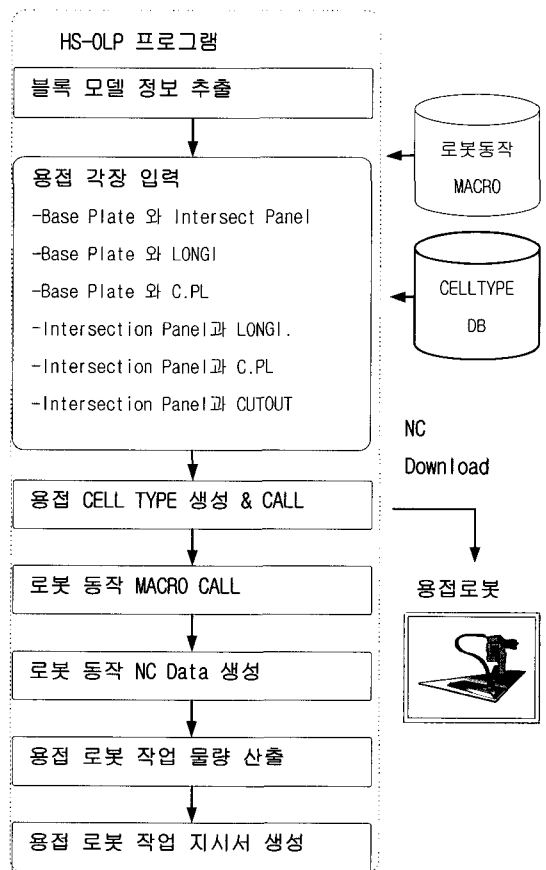 HS-OLP 프로그램
블록 모델 정보 추출
용접 각장 입력
-Base Plate 와 Intersect Panel
-Base Plate 와 LONGI
-Base Plate 와 C.PL
-Intersection Panel과 LONGI.
-Intersection Panel과 C.PL
-Intersection Panel과 CUTOUT
용접 CELL TYPE 생성 & CALL
로봇 동작 MACRO CALL
로봇 동작 NC Data 생성
용접 로봇 작업 물량 산출
용접 로봇 작업 지시서 생성
로봇동작
MACRO
CELLTYPE
DB
NC
Download
용접로봇